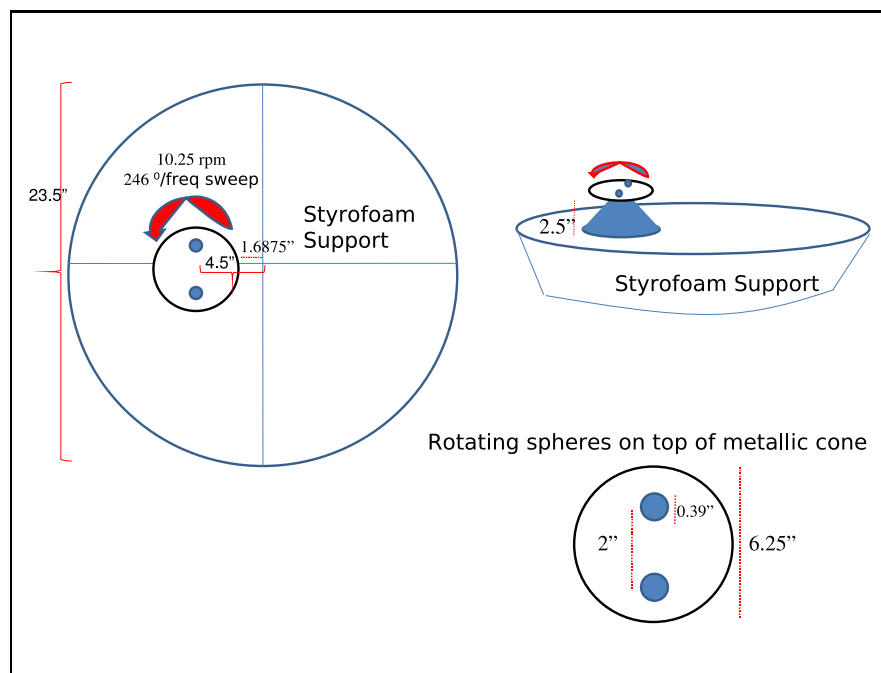 10.25 rpm
246 ⁰/freq sweep
23.5”
Styrofoam
Support
1.6875”
4.5”
2.5”
Styrofoam Support
Rotating spheres on top of metallic cone
0.39”
2”
6.25”